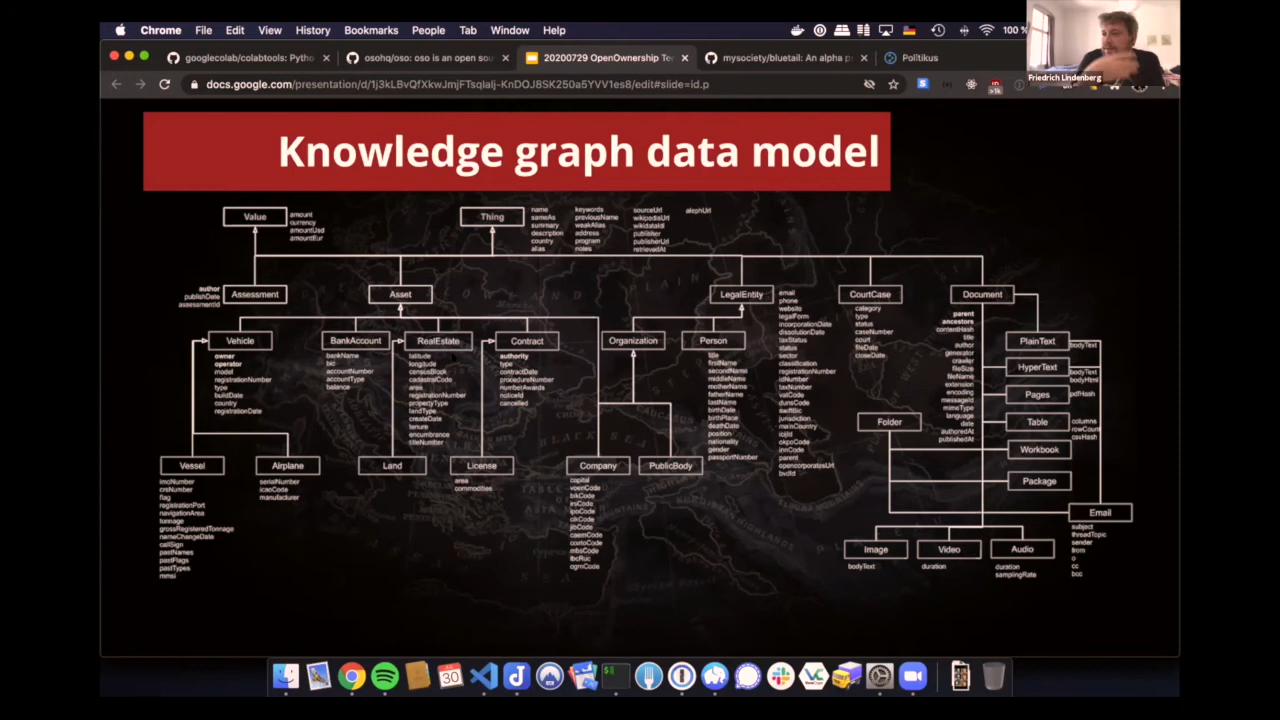 Chrome File Edit View History Bookmarks People Tab Window Help 100 %
googlecolab/colabtools: Pytho
osohq/oso: oso is an open sou
20200729 OpenOwnership Te
mysociety/bluetail: An alpha p
Politikus
Friedrich Lindenberg
Knowledge graph data model
Value
amount
currency
amountUsd
amountEur
Thing
name
sameAs
summary
description
country
alias
keywords
previousName
weakAlias
address
program
notes
sourceUrl
wikipediaUrl
wikidataId
publisher
publisherUrl
retrievedAt
alephUrl
author
publishDate
assessmentId
Assessment
Asset
LegalEntity
email
phone
website
legalForm
incorporationDate
dissolutionDate
taxStatus
status
sector
classification
registrationNumber
idNumber
taxNumber
vatCode
dunsCode
swiftBic
jurisdiction
mainCountry
icijId
okpoCode
innCode
parent
opencorporatesUrl
bvdId
CourtCase
category
type
status
caseNumber
court
fileDate
closeDate
Document
parent
ancestors
contentHash
title
author
generator
crawler
fileSize
fileName
extension
encoding
messageId
mimeType
language
date
authoredAt
publishedAt
Vehicle
owner
operator
model
registrationNumber
type
buildDate
country
registrationDate
BankAccount
bankName
bic
accountNumber
accountType
balance
RealEstate
latitude
longitude
censusBlock
cadastralCode
area
registrationNumber
propertyType
landType
createDate
tenure
encumbrance
titleNumber
Contract
authority
type
contractDate
procedureNumber
numberAwards
noticeId
cancelled
Organization
Person
title
firstName
secondName
middleName
motherName
fatherName
lastName
birthDate
birthPlace
deathDate
position
nationality
gender
passportNumber
PlainText
bodyText
HyperText
bodyText
bodyHtml
Pages
pdfHash
Table
columns
rowCount
csvHash
Workbook
Package
Folder
Vessel
imoNumber
crsNumber
flag
registrationPort
navigationArea
tonnage
grossRegisteredTonnage
nameChangeDate
callSign
pastNames
pastFlags
pastTypes
mmsi
Airplane
serialNumber
icaoCode
manufacturer
Land
License
area
commodities
Company
capital
voenCode
bikCode
irsCode
ipoCode
cikCode
jibCode
caemCode
coatoCode
mbsCode
ibcRuc
ogrnCode
PublicBody
Email
subject
threadTopic
sender
from
cc
bcc
Image
bodyText
Video
duration
Audio
duration
samplingRate